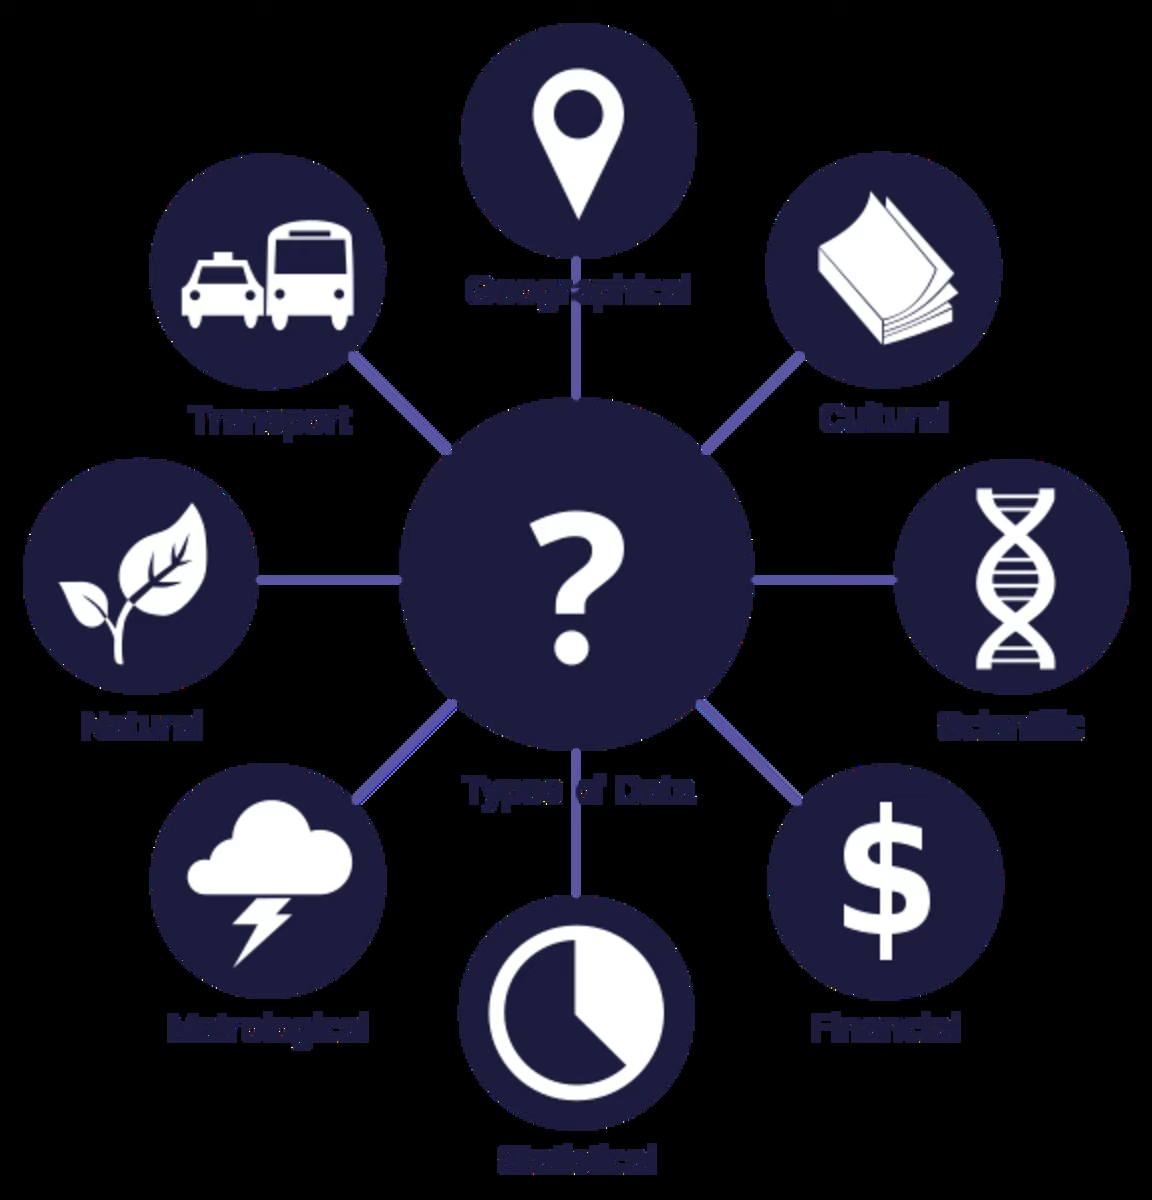 Geographical
Transport
Cultural
?
Natural
Scientific
Types of Data
$
Metrological
Financial
Statistical